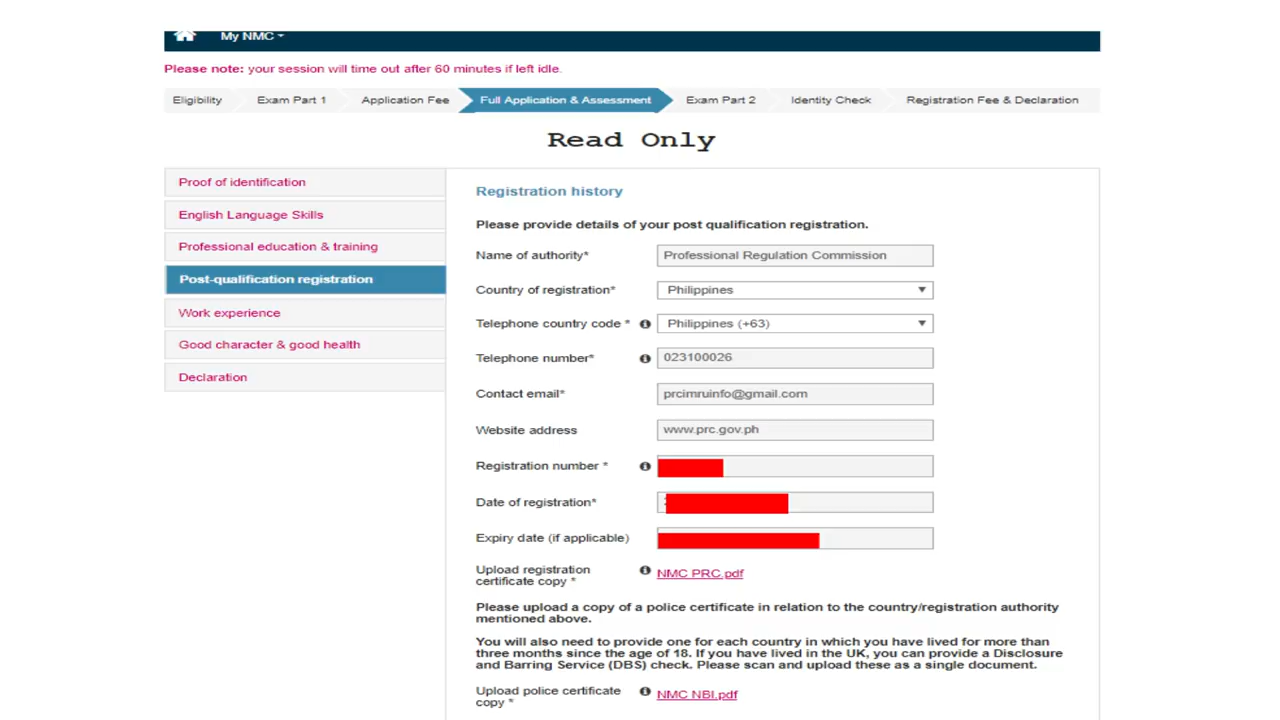 My NMC
Please note: your session will time out after 60 minutes if left idle.
Eligibility Exam Part 1 Application Fee Full Application & Assessment Exam Part 2 Identity Check Registration Fee & Declaration
Read Only
Proof of identification
English Language Skills
Professional education & training
Post-qualification registration
Work experience
Good character & good health
Declaration
Registration history
Please provide details of your post qualification registration.
Name of authority* Professional Regulation Commission
Country of registration* Philippines
Telephone country code * Philippines (+63)
Telephone number* 023100026
Contact email* prcimruinfo@gmail.com
Website address www.prc.gov.ph
Registration number *
Date of registration*
Expiry date (if applicable)
Upload registration
certificate copy * NMC PRC.pdf
Please upload a copy of a police certificate in relation to the country/registration authority
mentioned above.
You will also need to provide one for each country in which you have lived for more than
three months since the age of 18. If you have lived in the UK, you can provide a Disclosure
and Barring Service (DBS) check. Please scan and upload these as a single document.
Upload police certificate
copy * NMC NBI.pdf